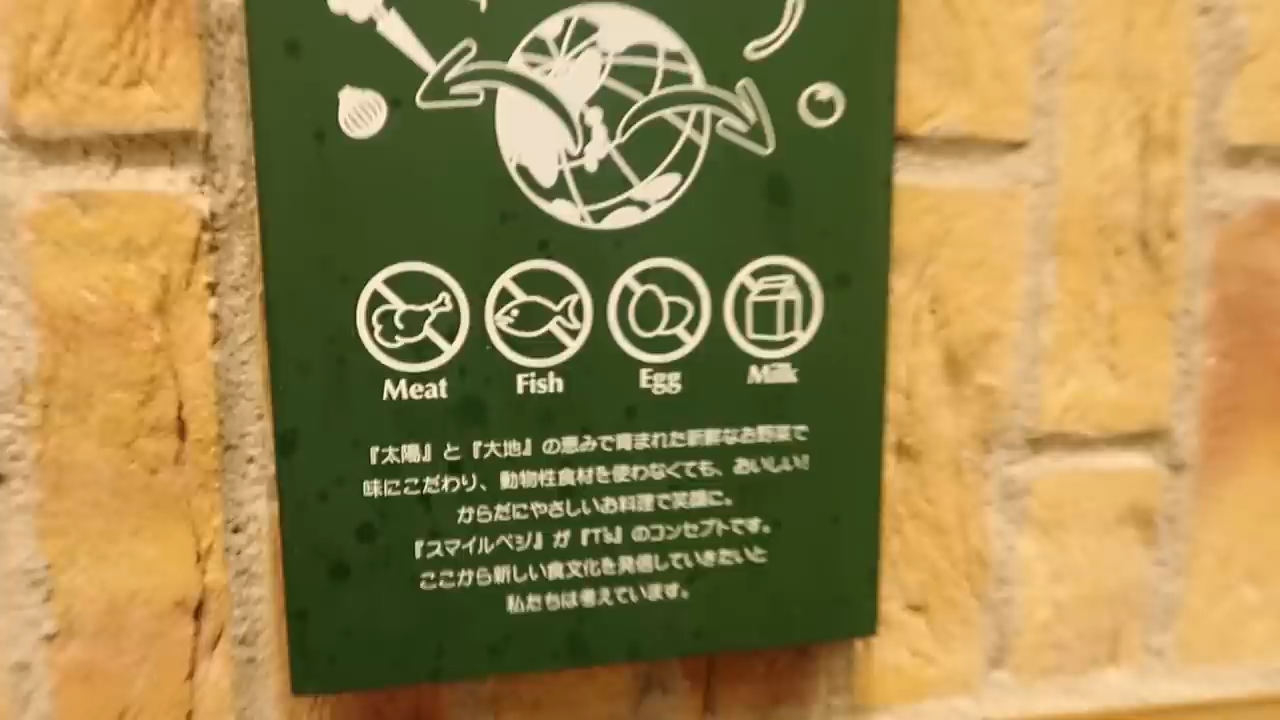 Meat Fish Egg Milk
『太陽』と『大地』の恵みで育まれた新鮮なお野菜で
味にこだわり、動物性食材を使わなくても、おいしい!
からだにやさしいお料理で笑顔に。
『スマイルベジ』が『T's』のコンセプトです。
ここから新しい食文化を発信していきたいと
私たちは考えています。